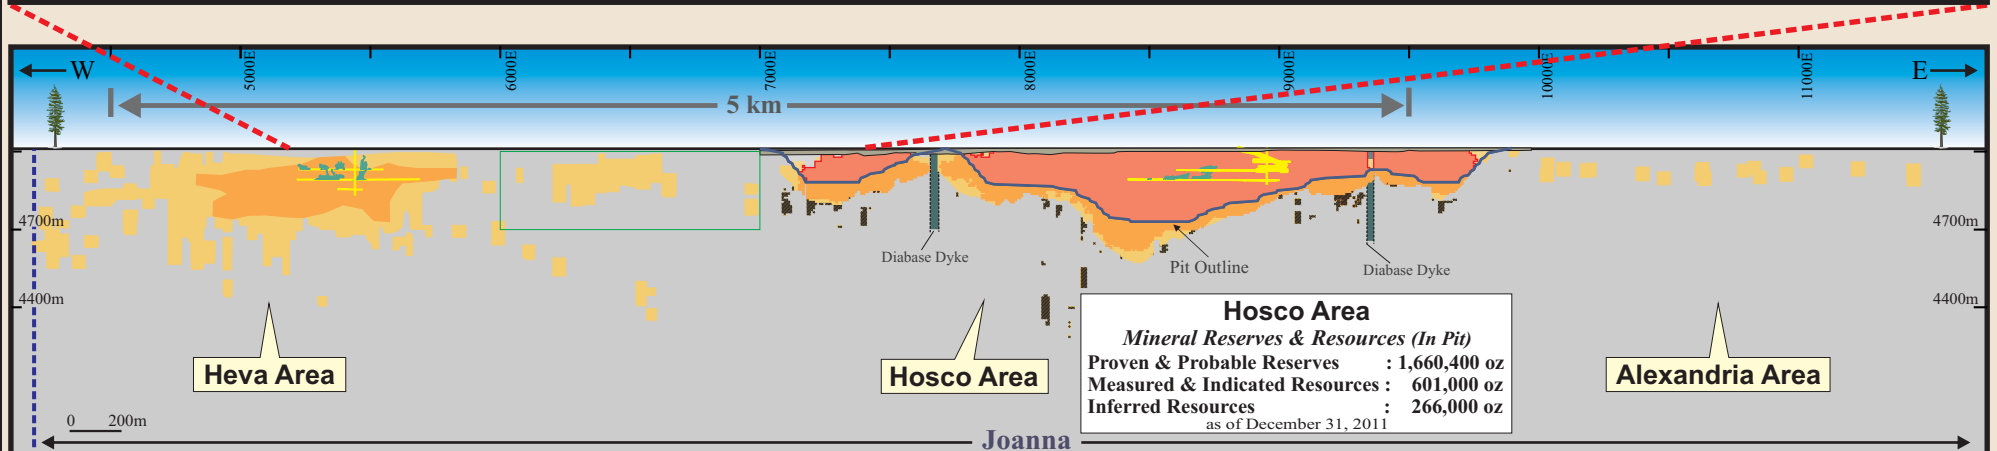 5000E
6000E
7000E
8000E
9000E
10000E
11000E
W
E
5 km
4700m
4700m
Diabase Dyke
Pit Outline
Diabase Dyke
4400m
4400m
Hosco Area
Mineral Reserves & Resources (In Pit)
Proven & Probable Reserves : 1,660,400 oz
Measured & Indicated Resources : 601,000 oz
Inferred Resources : 266,000 oz
as of December 31, 2011
Heva Area
Hosco Area
Alexandria Area
0 200m
Joanna